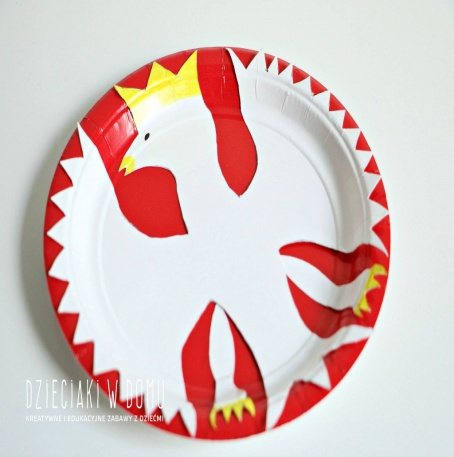 DZIECIAKI W DOMU
KREATYWNE I EDUKACYJNE ZABAWY Z DZIEĆMI